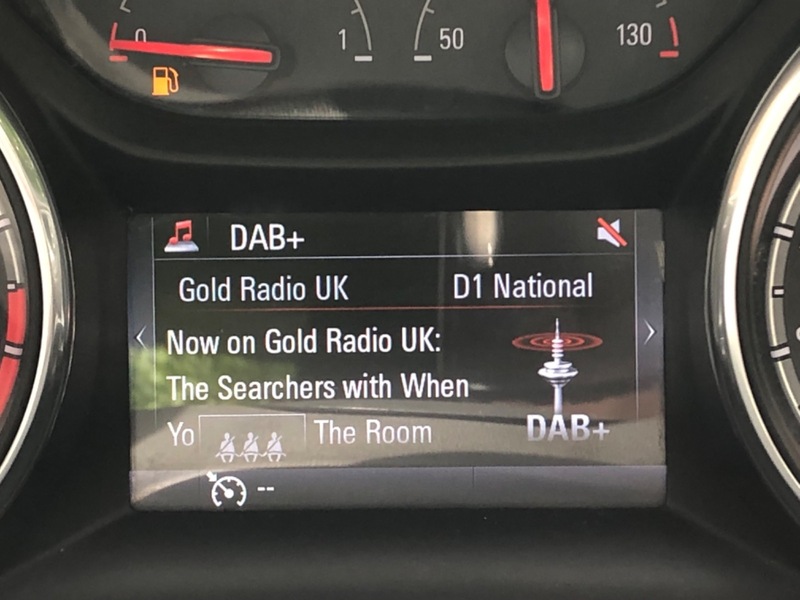 0 1 50 130
DAB+
Gold Radio UK D1 National
Now on Gold Radio UK:
The Searchers with When
Yo The Room
DAB+
--